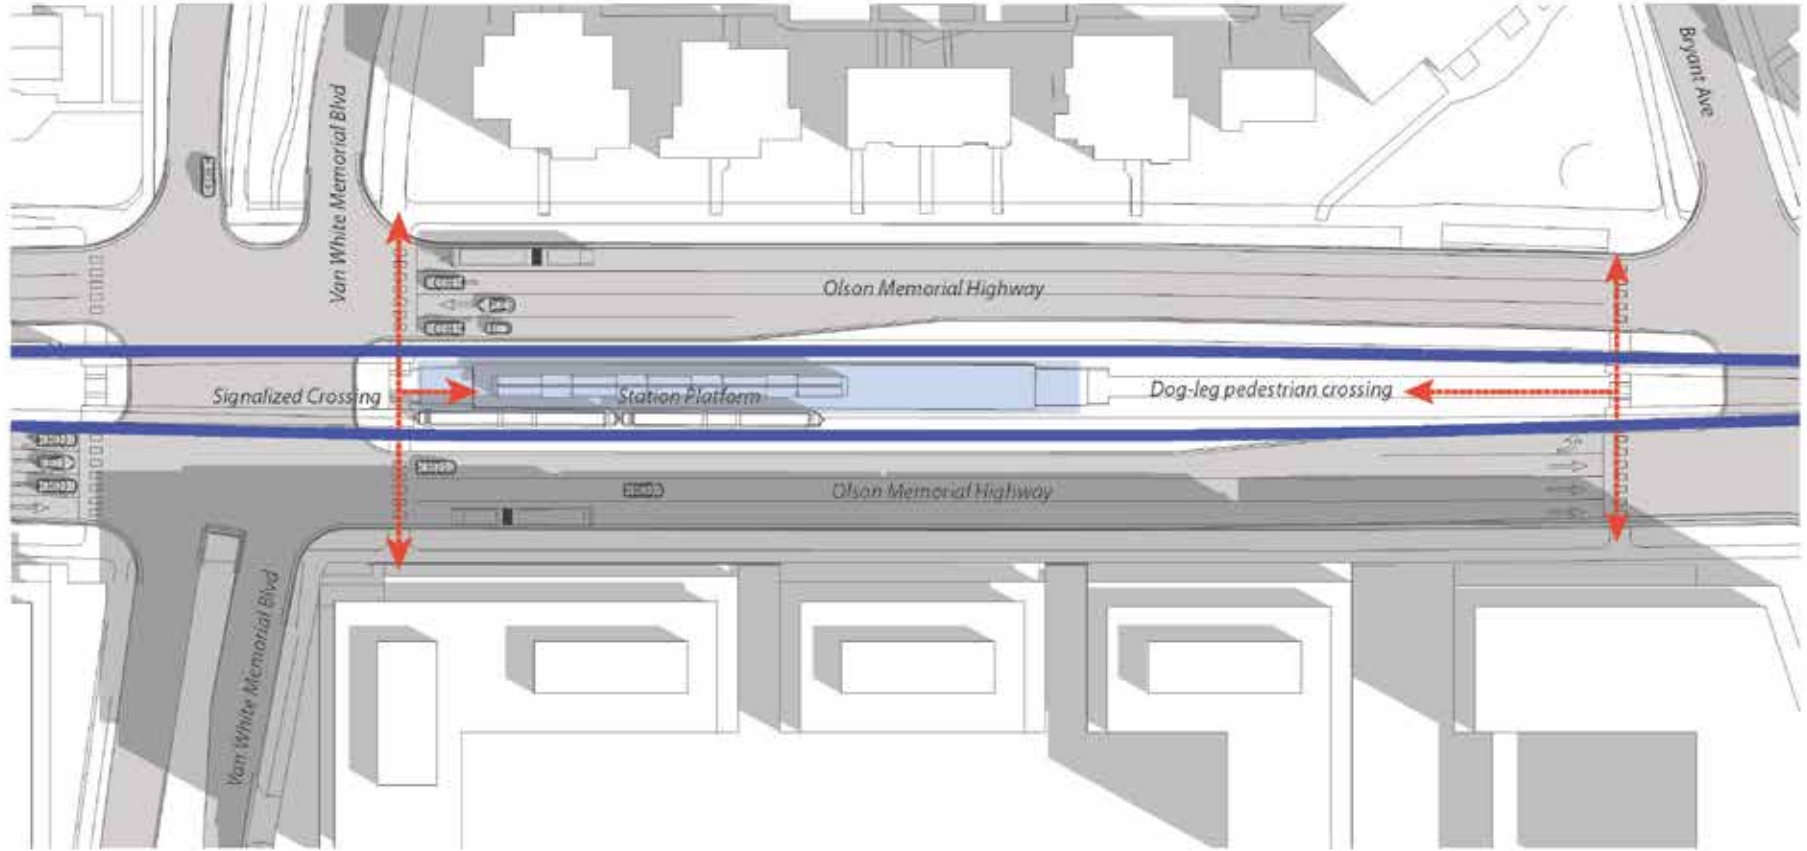 Bryant Ave
Van White Memorial Blvd
Olson Memorial Highway
Signalized Crossing
Station Platform
Dog-leg pedestrian crossing
Olson Memorial Highway
Van White Memorial Blvd